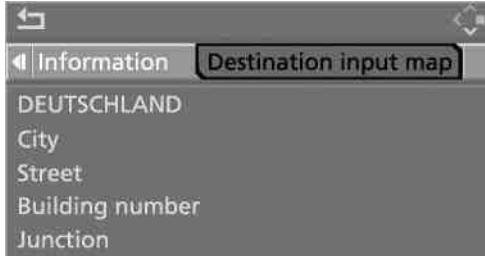 Information Destination input map
DEUTSCHLAND
City
Street
Building number
Junction